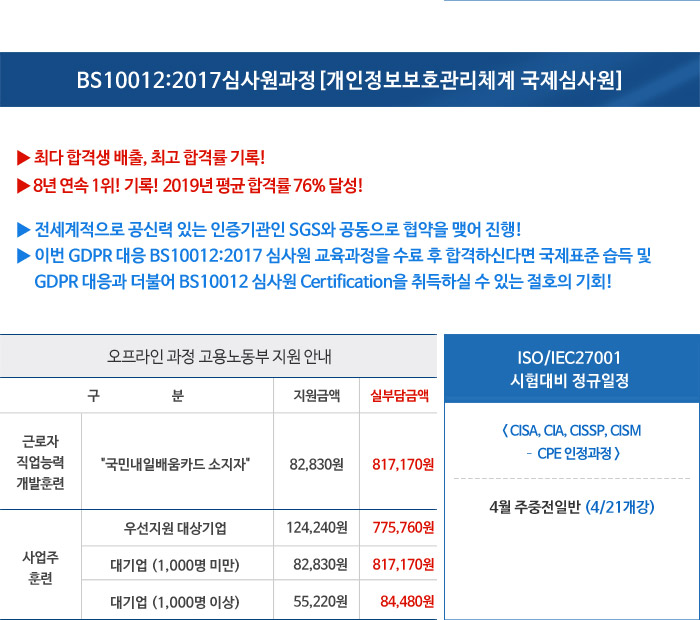 BS10012:2017심사원과정 [개인정보보호관리체계 국제심사원]
▶ 최다 합격생 배출, 최고 합격률 기록!
▶ 8년 연속 1위! 기록! 2019년 평균 합격률 76% 달성!
▶ 전세계적으로 공신력 있는 인증기관인 SGS와 공동으로 협약을 맺어 진행!
▶ 이번 GDPR 대응 BS10012:2017 심사원 교육과정을 수료 후 합격하신다면 국제표준 습득 및
GDPR 대응과 더불어 BS10012 심사원 Certification을 취득하실 수 있는 절호의 기회!
오프라인 과정 고용노동부 지원 안내
구 분 지원금액 실부담금액
근로자
직업능력
개발훈련
"국민내일배움카드 소지자" 82,830원 817,170원
사업주
훈련
우선지원 대상기업 124,240원 775,760원
대기업 (1,000명 미만) 82,830원 817,170원
대기업 (1,000명 이상) 55,220원 84,480원
ISO/IEC27001
시험대비 정규일정
< CISA, CIA, CISSP, CISM
- CPE 인정과정 >
4월 주중전일반 (4/21개강)